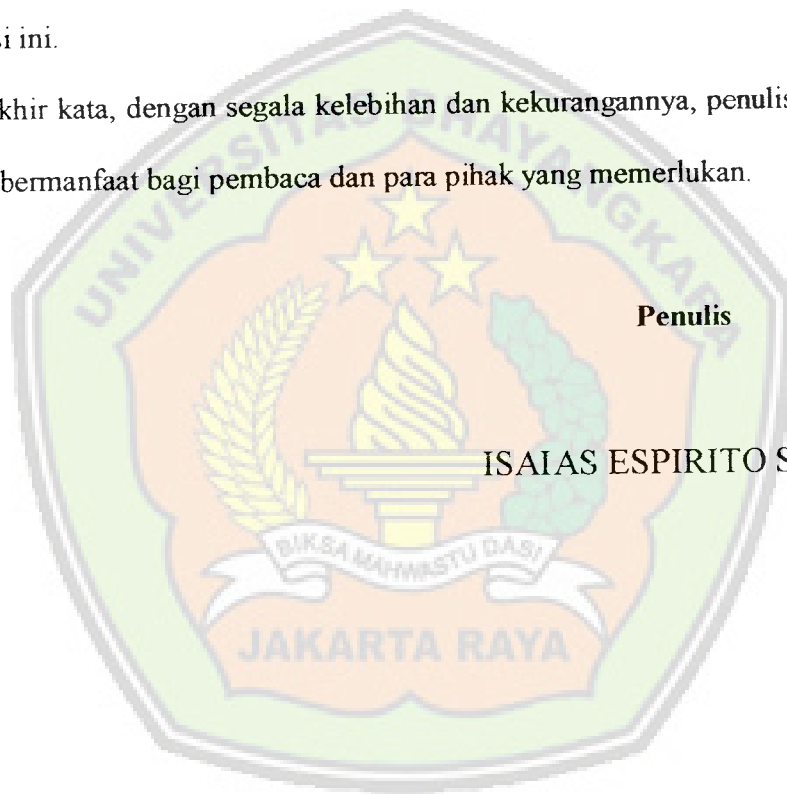 si ini.
khir kata, dengan segala kelebihan dan kekurangannya, penulis
bermanfaat bagi pembaca dan para pihak yang memerlukan.
UNIVERSITAS BHAYANGKARA
Penulis
ISAIAS ESPIRITO S
BIKSA MAHWASTU DASI
JAKARTA RAYA